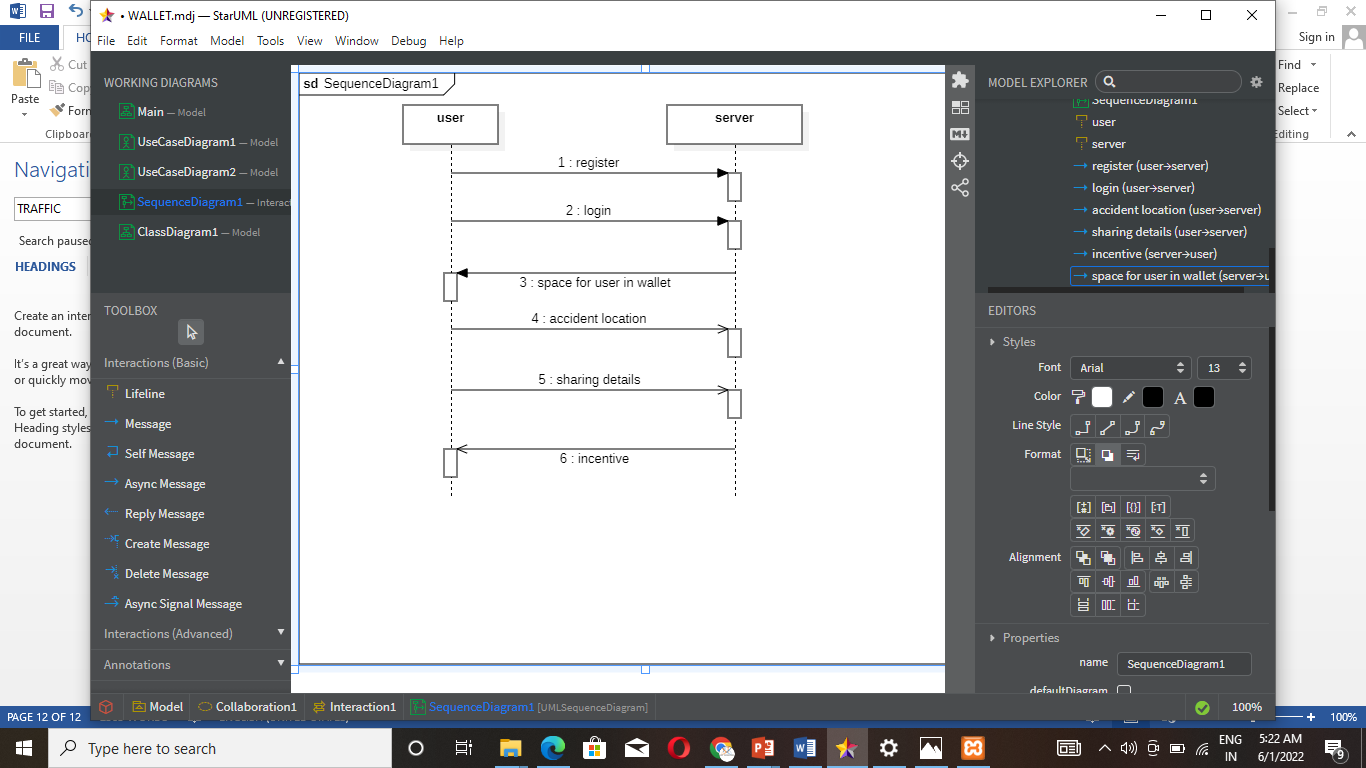 • WALLET.mdj — StarUML (UNREGISTERED)
File Edit Format Model Tools View Window Debug Help
FILE
Cut
Paste
Clipboard
Sign in
Find
Replace
Select
Editing
Navigati
TRAFFIC
Search paused
HEADINGS
Create an inter
document.
It's a great way
or quickly mov
To get started,
Heading styles
document.
WORKING DIAGRAMS
Main — Model
UseCaseDiagram1 — Model
UseCaseDiagram2 — Model
SequenceDiagram1 — Interact
ClassDiagram1 — Model
TOOLBOX
Interactions (Basic)
Lifeline
Message
Self Message
Async Message
Reply Message
Create Message
Delete Message
Async Signal Message
Interactions (Advanced)
Annotations
sd SequenceDiagram1
user
server
1 : register
2 : login
3 : space for user in wallet
4 : accident location
5 : sharing details
6 : incentive
MODEL EXPLORER
SequenceDiagram1
user
server
register (user→server)
login (user→server)
accident location (user→server)
sharing details (user→server)
incentive (server→user)
space for user in wallet (server→u
EDITORS
Styles
Font Arial 13
Color A
Line Style
Format
Alignment
Properties
name SequenceDiagram1
defaultDiagram
Model Collaboration1 Interaction1 SequenceDiagram1 [UMLSequenceDiagram] 100%
PAGE 12 OF 12
100%
Type here to search
ENG
IN
5:22 AM
6/1/2022
9